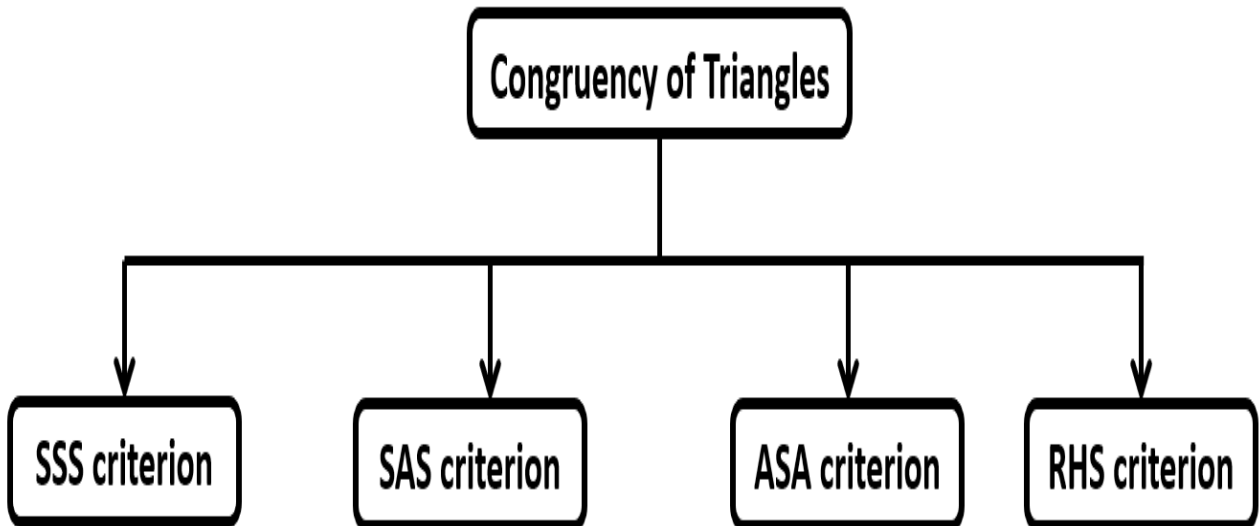 Congruency of Triangles
SSS criterion
SAS criterion
ASA criterion
RHS criterion